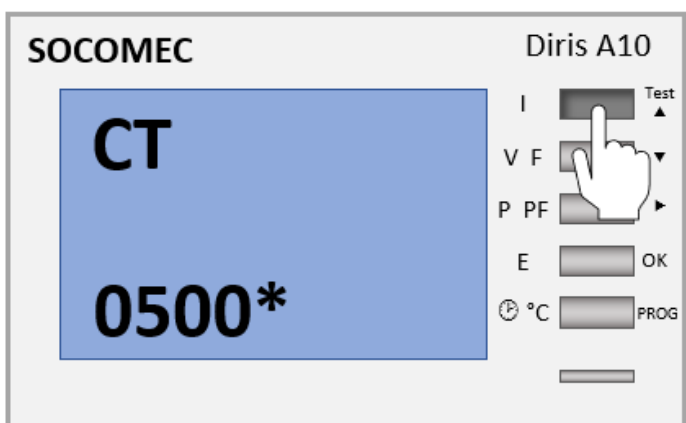 SOCOMEC
Diris A10
CT
0500*
I
Test
▲
V F
▼
P PF
►
E
OK
°C
PROG